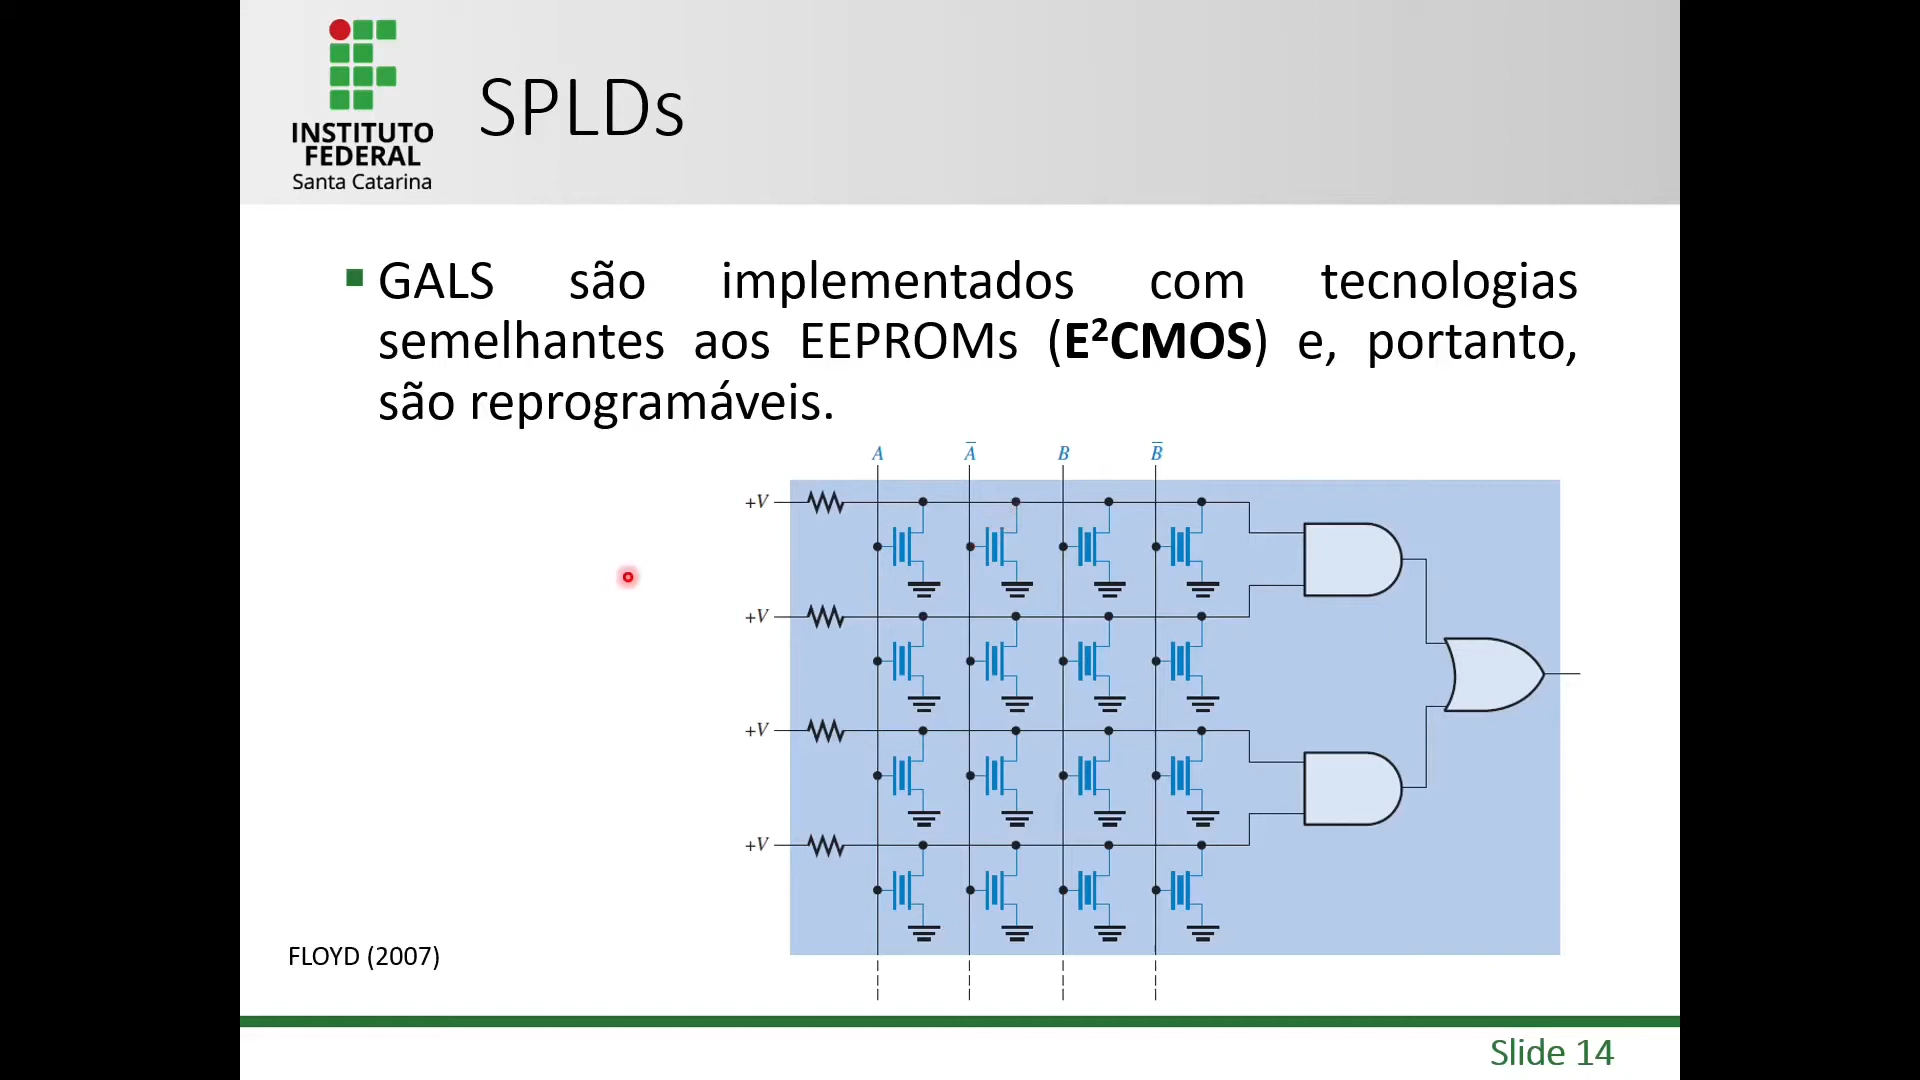 INSTITUTO
FEDERAL
Santa Catarina
SPLDs
GALS são implementados com tecnologias
semelhantes aos EEPROMs (E²CMOS) e, portanto,
são reprogramáveis.
A A̅ B B̅
+V
+V
+V
+V
FLOYD (2007)
Slide 14